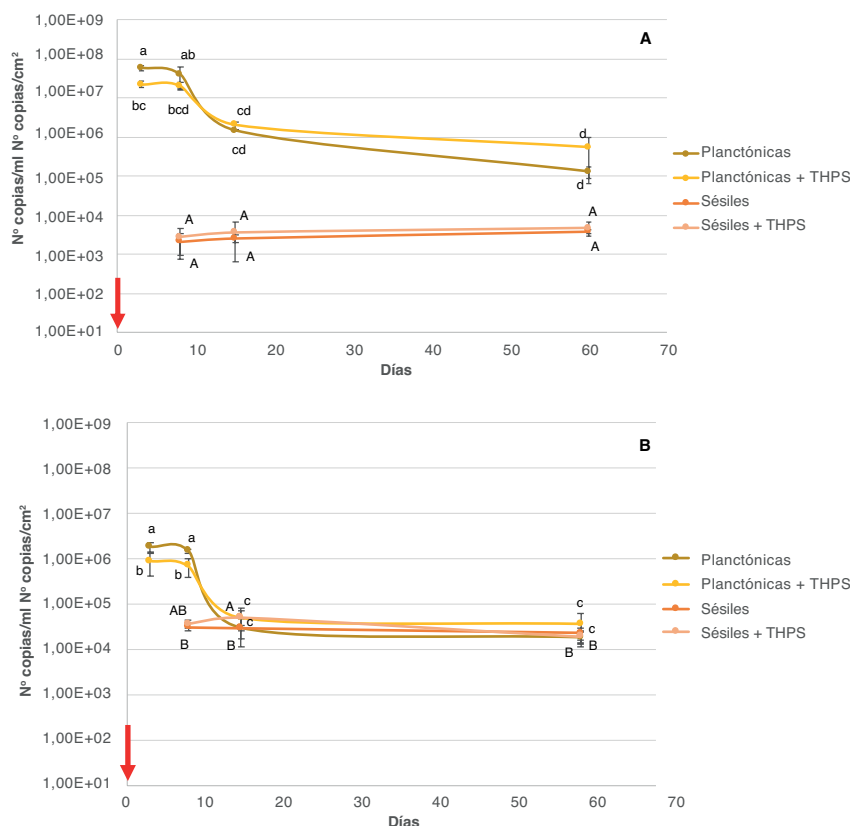 1,00E+09
A
1,00E+08
a
ab
1,00E+07
bc
bcd
cd
1,00E+06
cd
d
1,00E+05
d
1,00E+04
A
A
A
1,00E+03
A
A
A
1,00E+02
1,00E+01
Nº copias/ml Nº copias/cm²
0 10 20 30 40 50 60 70
Días
Planctónicas
Planctónicas + THPS
Sésiles
Sésiles + THPS
1,00E+09
B
1,00E+08
1,00E+07
a
a
1,00E+06
b
b
1,00E+05
AB
A
c
c
c
c
1,00E+04
B
B
B
B
1,00E+03
1,00E+02
1,00E+01
Nº copias/ml Nº copias/cm²
0 10 20 30 40 50 60 70
Días
Planctónicas
Planctónicas + THPS
Sésiles
Sésiles + THPS